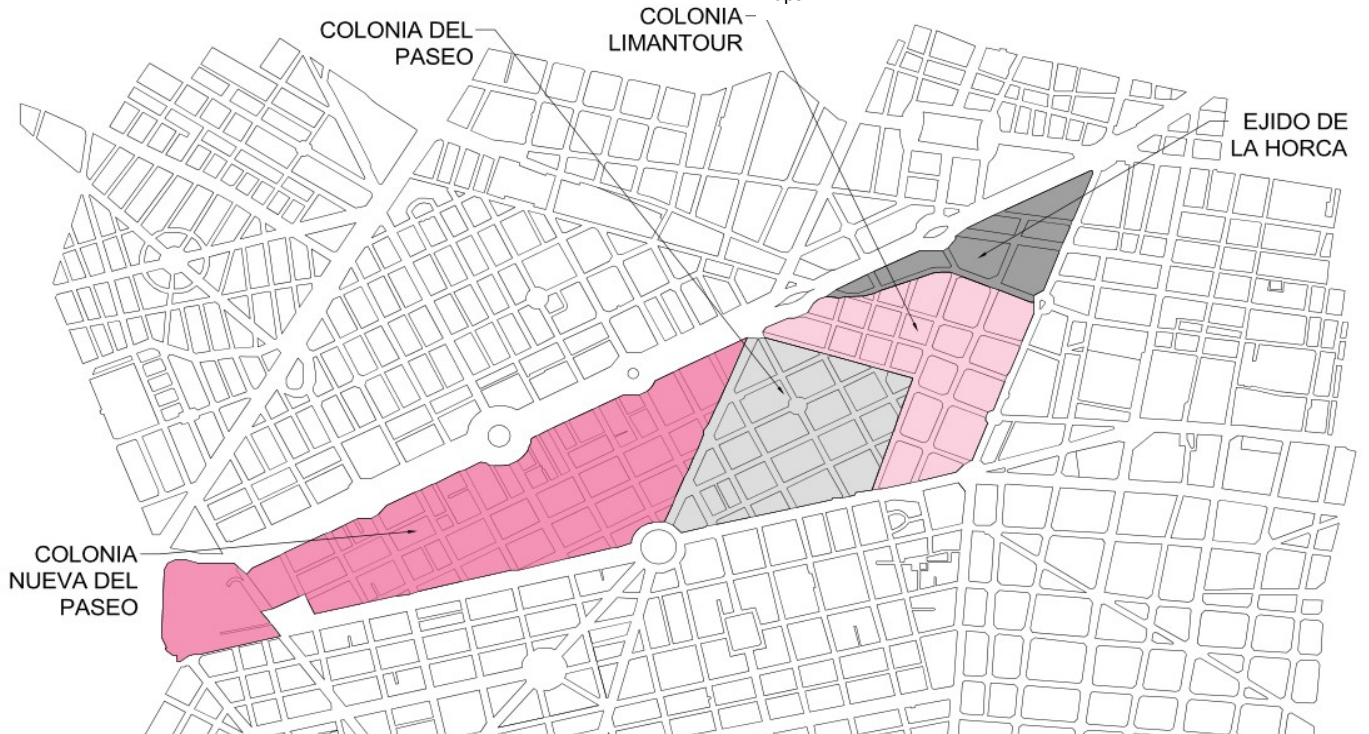 COLONIA DEL
PASEO
COLONIA
LIMANTOUR
EJIDO DE
LA HORCA
COLONIA
NUEVA DEL
PASEO